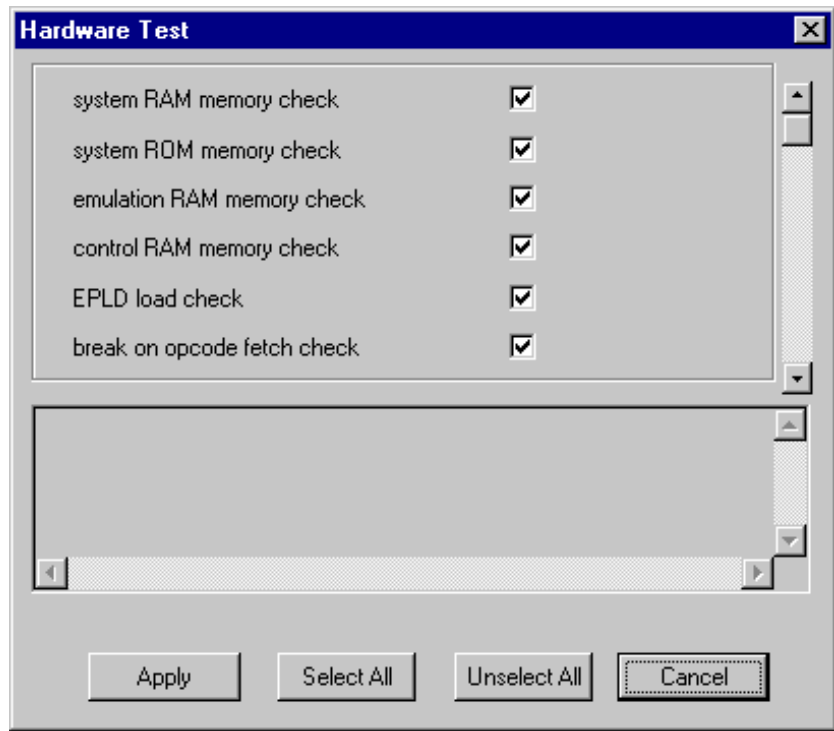 Hardware Test
system RAM memory check
system ROM memory check
emulation RAM memory check
control RAM memory check
EPLD load check
break on opcode fetch check
Apply Select All Unselect All Cancel